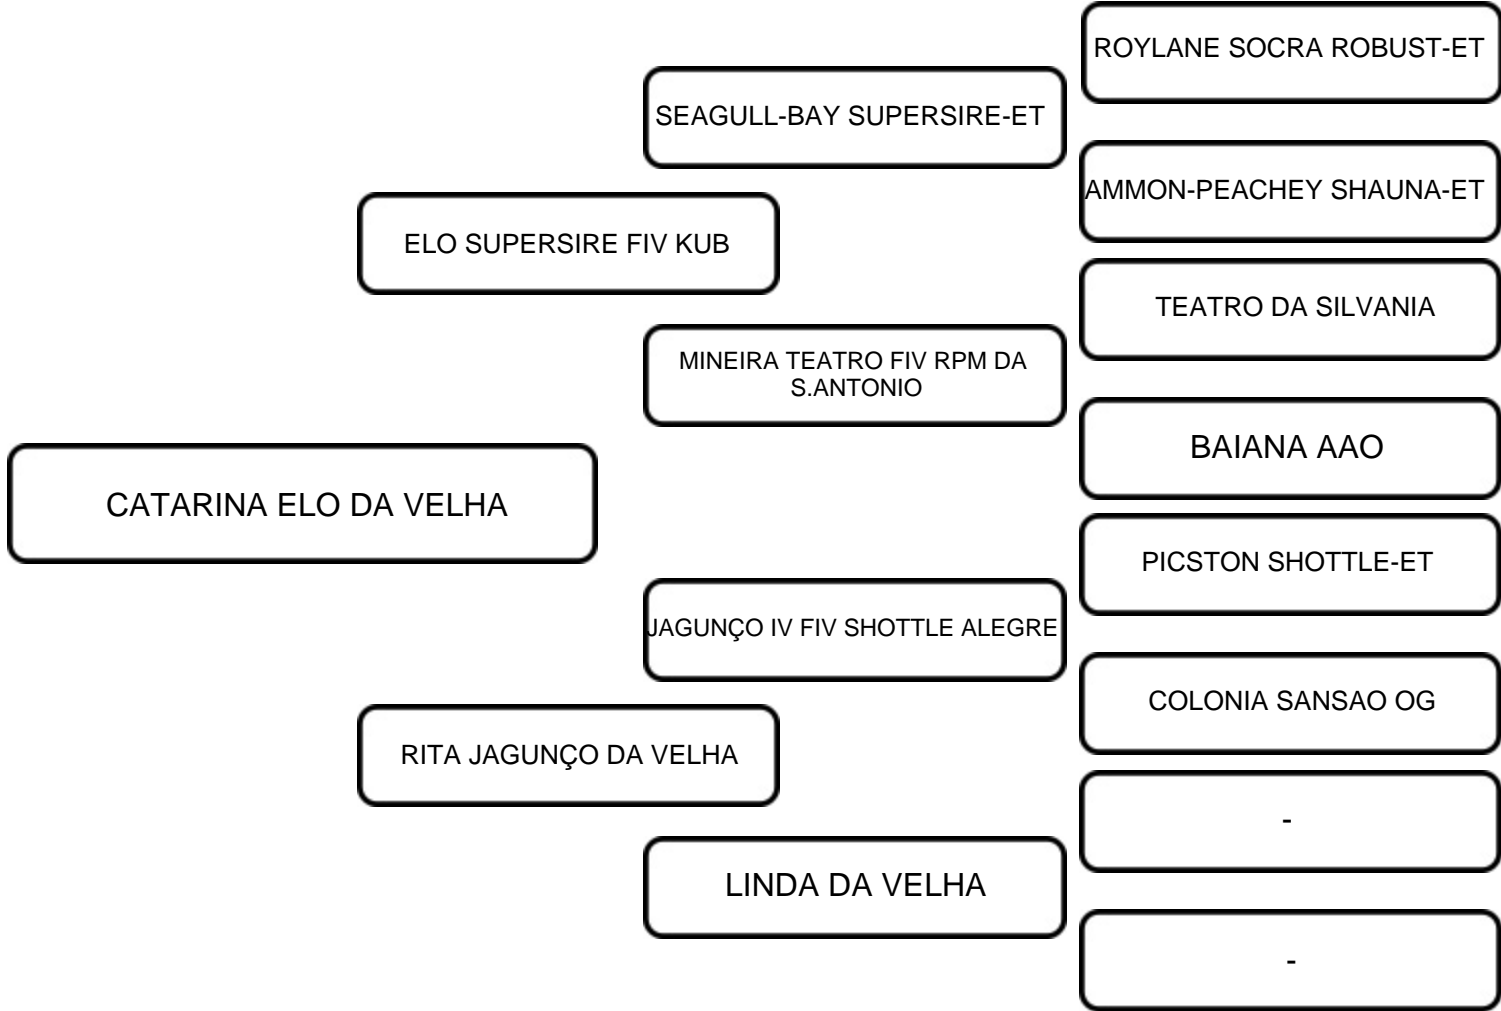 ROYLANE SOCRA ROBUST-ET
SEAGULL-BAY SUPERSIRE-ET
AMMON-PEACHEY SHAUNA-ET
ELO SUPERSIRE FIV KUB
TEATRO DA SILVANIA
MINEIRA TEATRO FIV RPM DA
S.ANTONIO
BAIANA AAO
CATARINA ELO DA VELHA
PICSTON SHOTTLE-ET
JAGUNÇO IV FIV SHOTTLE ALEGRE
COLONIA SANSAO OG
RITA JAGUNÇO DA VELHA
-
LINDA DA VELHA
-